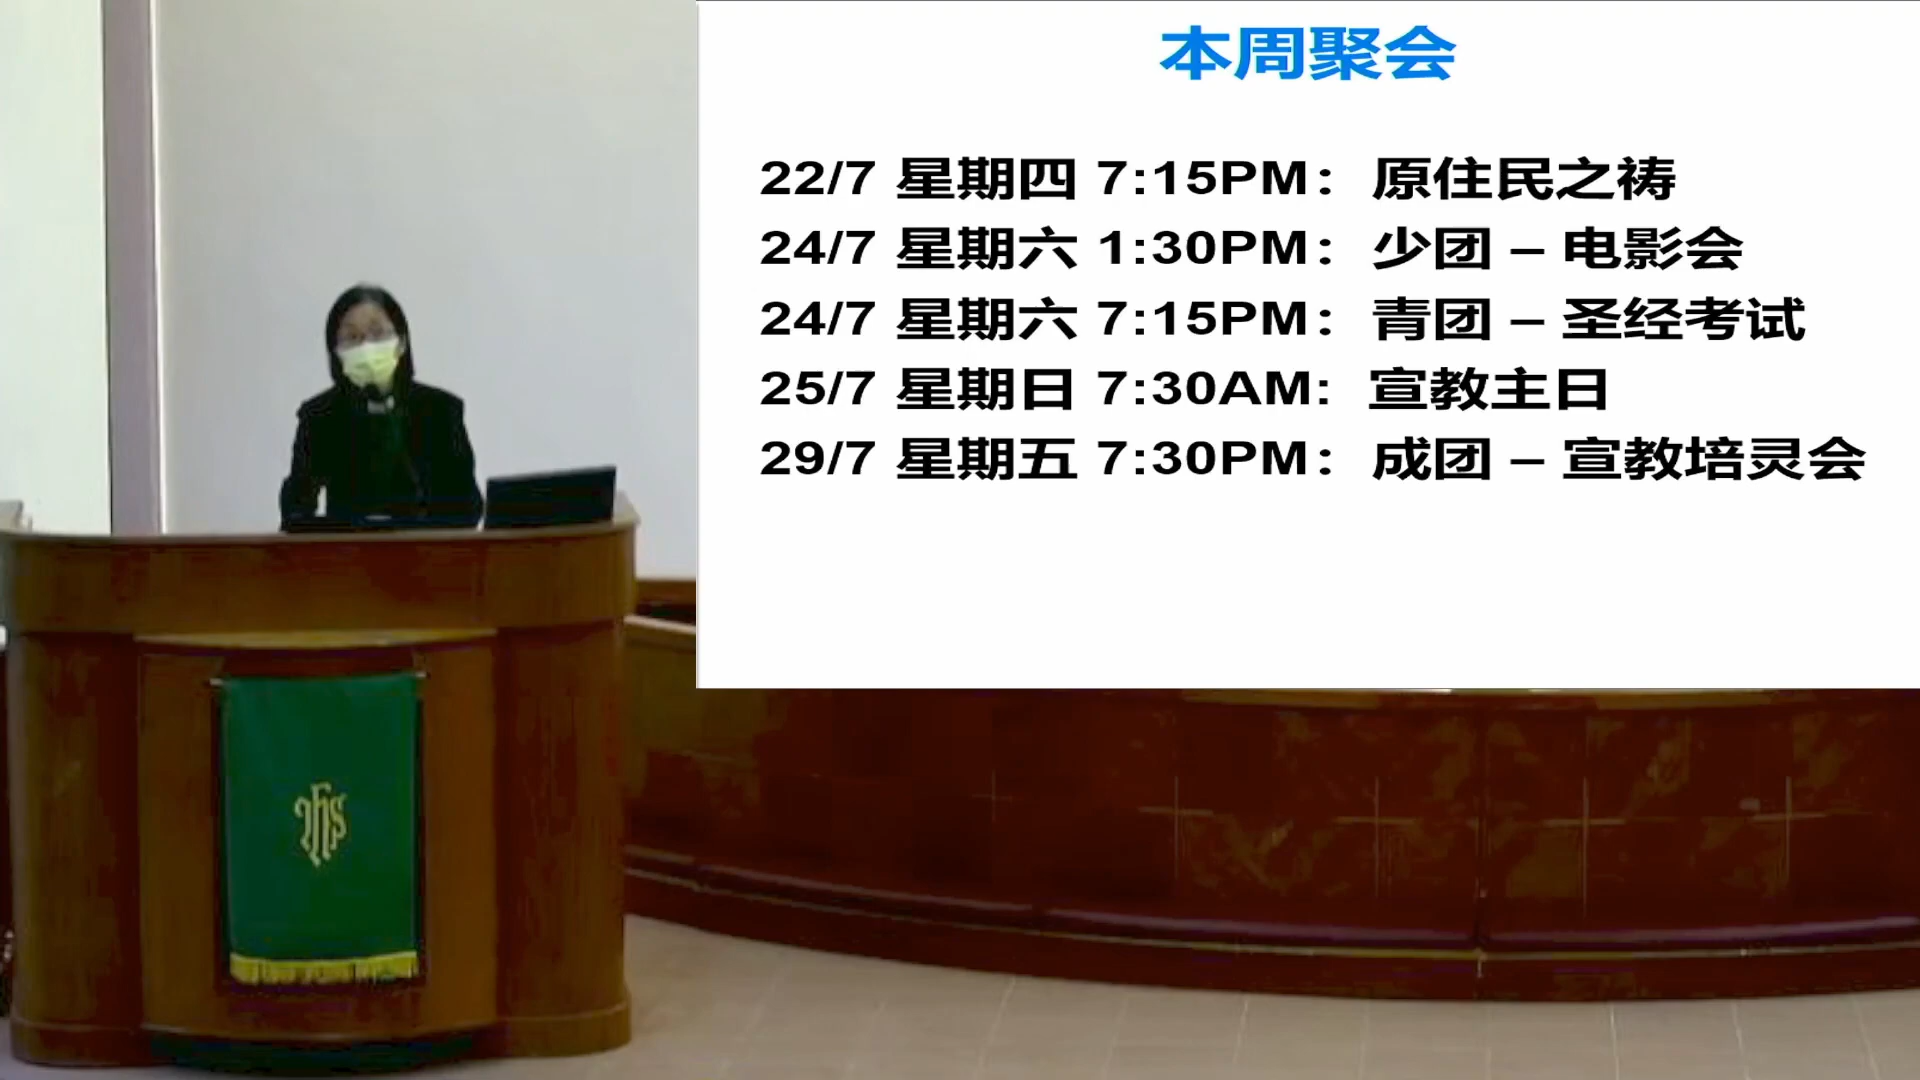 本周聚会
22/7 星期四 7:15PM：原住民之祷
24/7 星期六 1:30PM：少团 – 电影会
24/7 星期六 7:15PM：青团 – 圣经考试
25/7 星期日 7:30AM: 宣教主日
29/7 星期五 7:30PM：成团 – 宣教培灵会
IHS